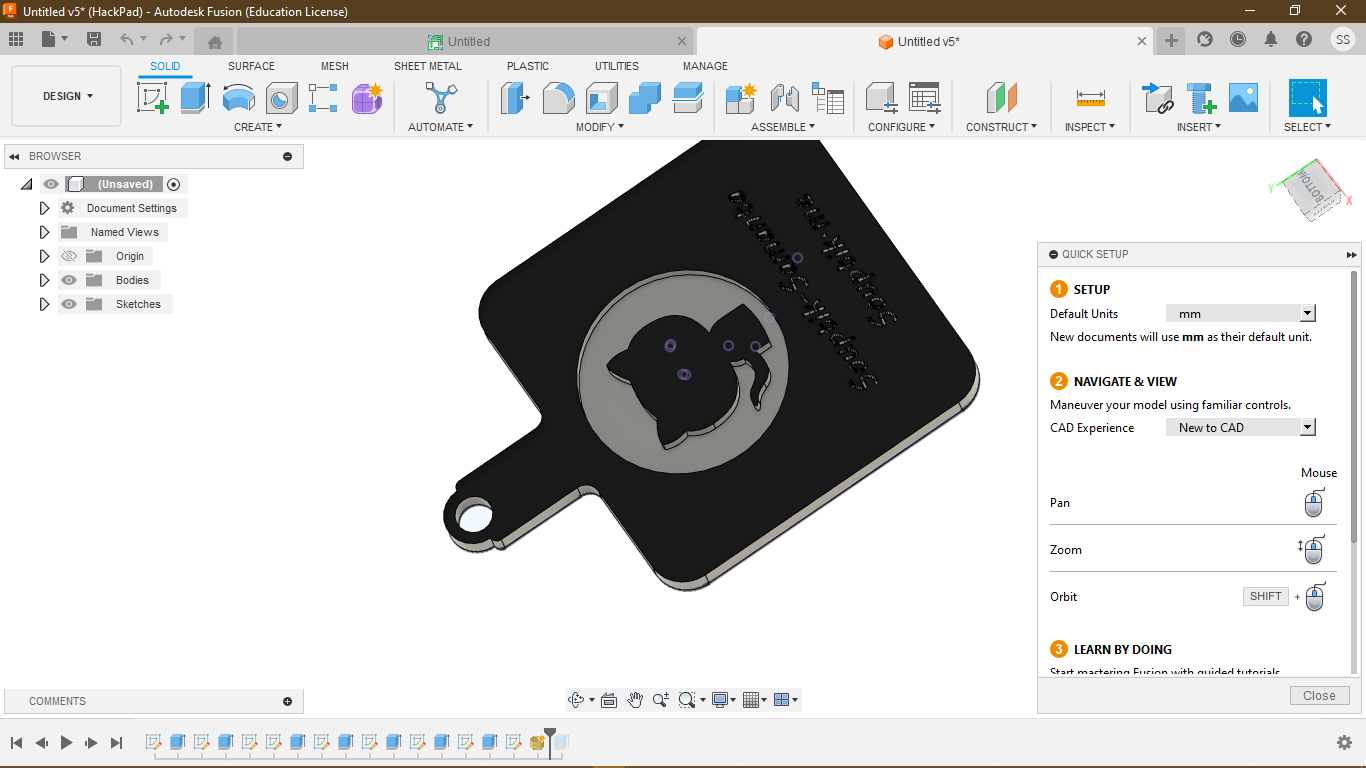 Untitled v5* (HackPad) - Autodesk Fusion (Education License)
Untitled
Untitled v5*
SS
DESIGN
SOLID
SURFACE
MESH
SHEET METAL
PLASTIC
UTILITIES
MANAGE
CREATE
AUTOMATE
MODIFY
ASSEMBLE
CONFIGURE
CONSTRUCT
INSPECT
INSERT
SELECT
BROWSER
(Unsaved)
Document Settings
Named Views
Origin
Bodies
Sketches
BOTTOM
Y
X
QUICK SETUP
1 SETUP
Default Units mm
New documents will use mm as their default unit.
2 NAVIGATE & VIEW
Maneuver your model using familiar controls.
CAD Experience New to CAD
Mouse
Pan
Zoom
Orbit SHIFT +
3 LEARN BY DOING
Start mastering Fusion with guided tutorials
Close
COMMENTS